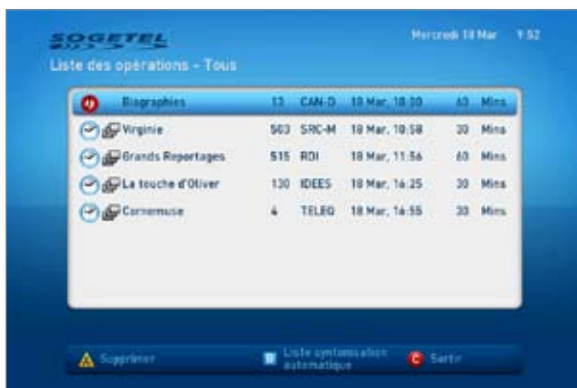 SOGETEL Mercredi 18 Mar 9:52
Liste des opérations - Tous
Biographies 12 CAN-D 18 Mar, 10:00 60 Mins
Virginie 503 SRC-M 18 Mar, 10:58 30 Mins
Grands Reportages 515 RDI 18 Mar, 11:56 60 Mins
La touche d'Oliver 130 IDEES 18 Mar, 16:25 30 Mins
Cornemuse 4 TELEQ 18 Mar, 16:55 30 Mins
A Supprimer B Liste syntonisation C Sortir
automatique